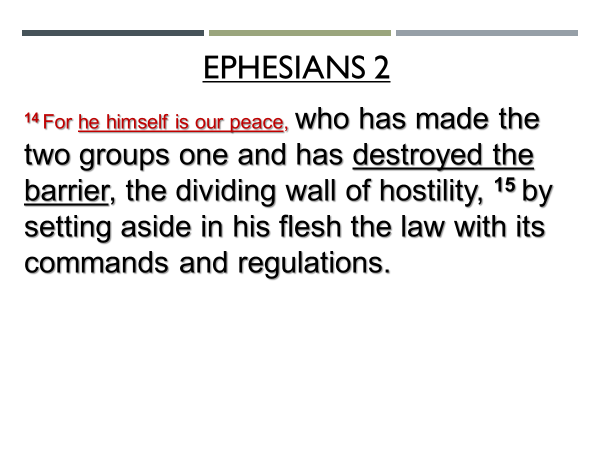 EPHESIANS 2
14 For he himself is our peace, who has made the
two groups one and has destroyed the
barrier, the dividing wall of hostility, 15 by
setting aside in his flesh the law with its
commands and regulations.